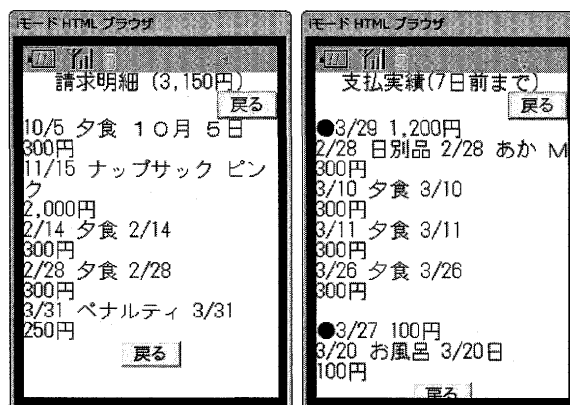 iモード HTML ブラウザ
請求明細 (3,150円)
戻る
10/5 夕食 10月 5日
300円
11/15 ナップサック ピン
ク
2,000円
2/14 夕食 2/14
300円
2/28 夕食 2/28
300円
3/31 ペナルティ 3/31
250円
戻る
iモード HTML ブラウザ
支払実績(7日前まで)
戻る
●3/29 1,200円
2/28 日別品 2/28 あか M
300円
3/10 夕食 3/10
300円
3/11 夕食 3/11
300円
3/26 夕食 3/26
300円
●3/27 100円
3/20 お風呂 3/20日
100円
戻る